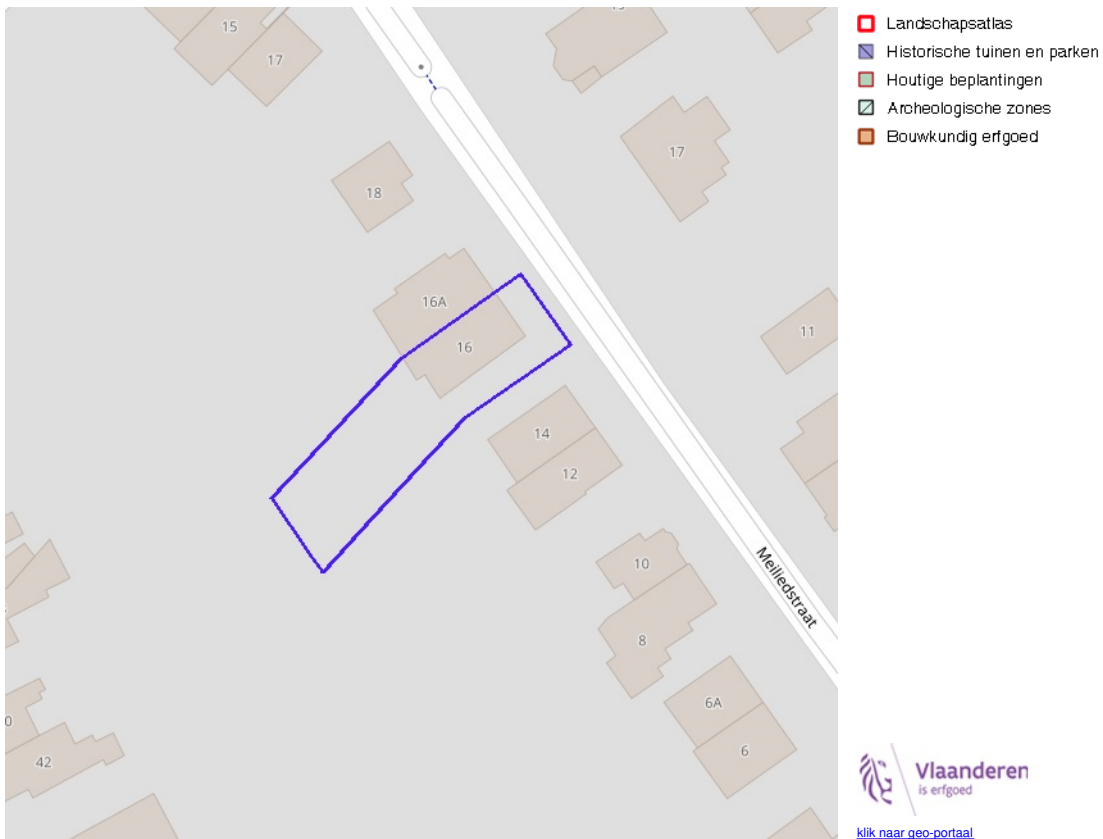 15
17
18
17
16A
16
11
14
12
10
8
6A
6
42
Meiliedstraat
Landschapsatlas
Historische tuinen en parken
Houtige beplantingen
Archeologische zones
Bouwkundig erfgoed
Vlaanderen
is erfgoed
klik naar geo-portaal